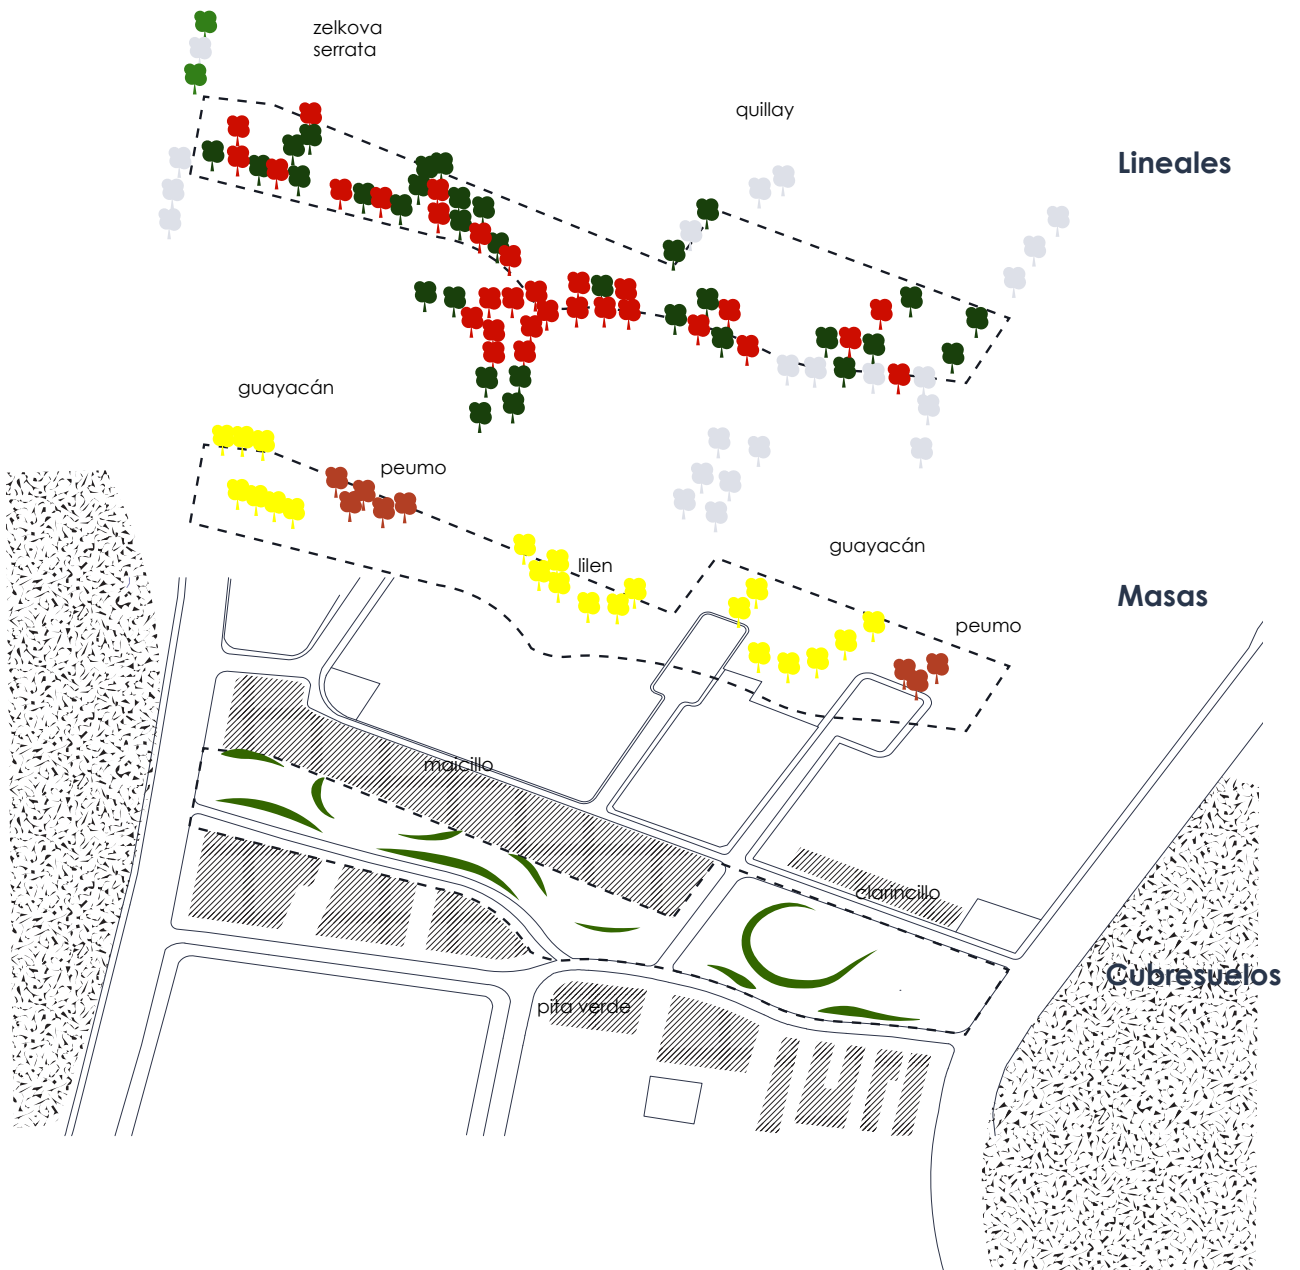 zelkova
serrata
quillay
Lineales
guayacán
peumo
guayacán
lilen
Masas
peumo
maicillo
clarincillo
Cubresuelos
pita verde